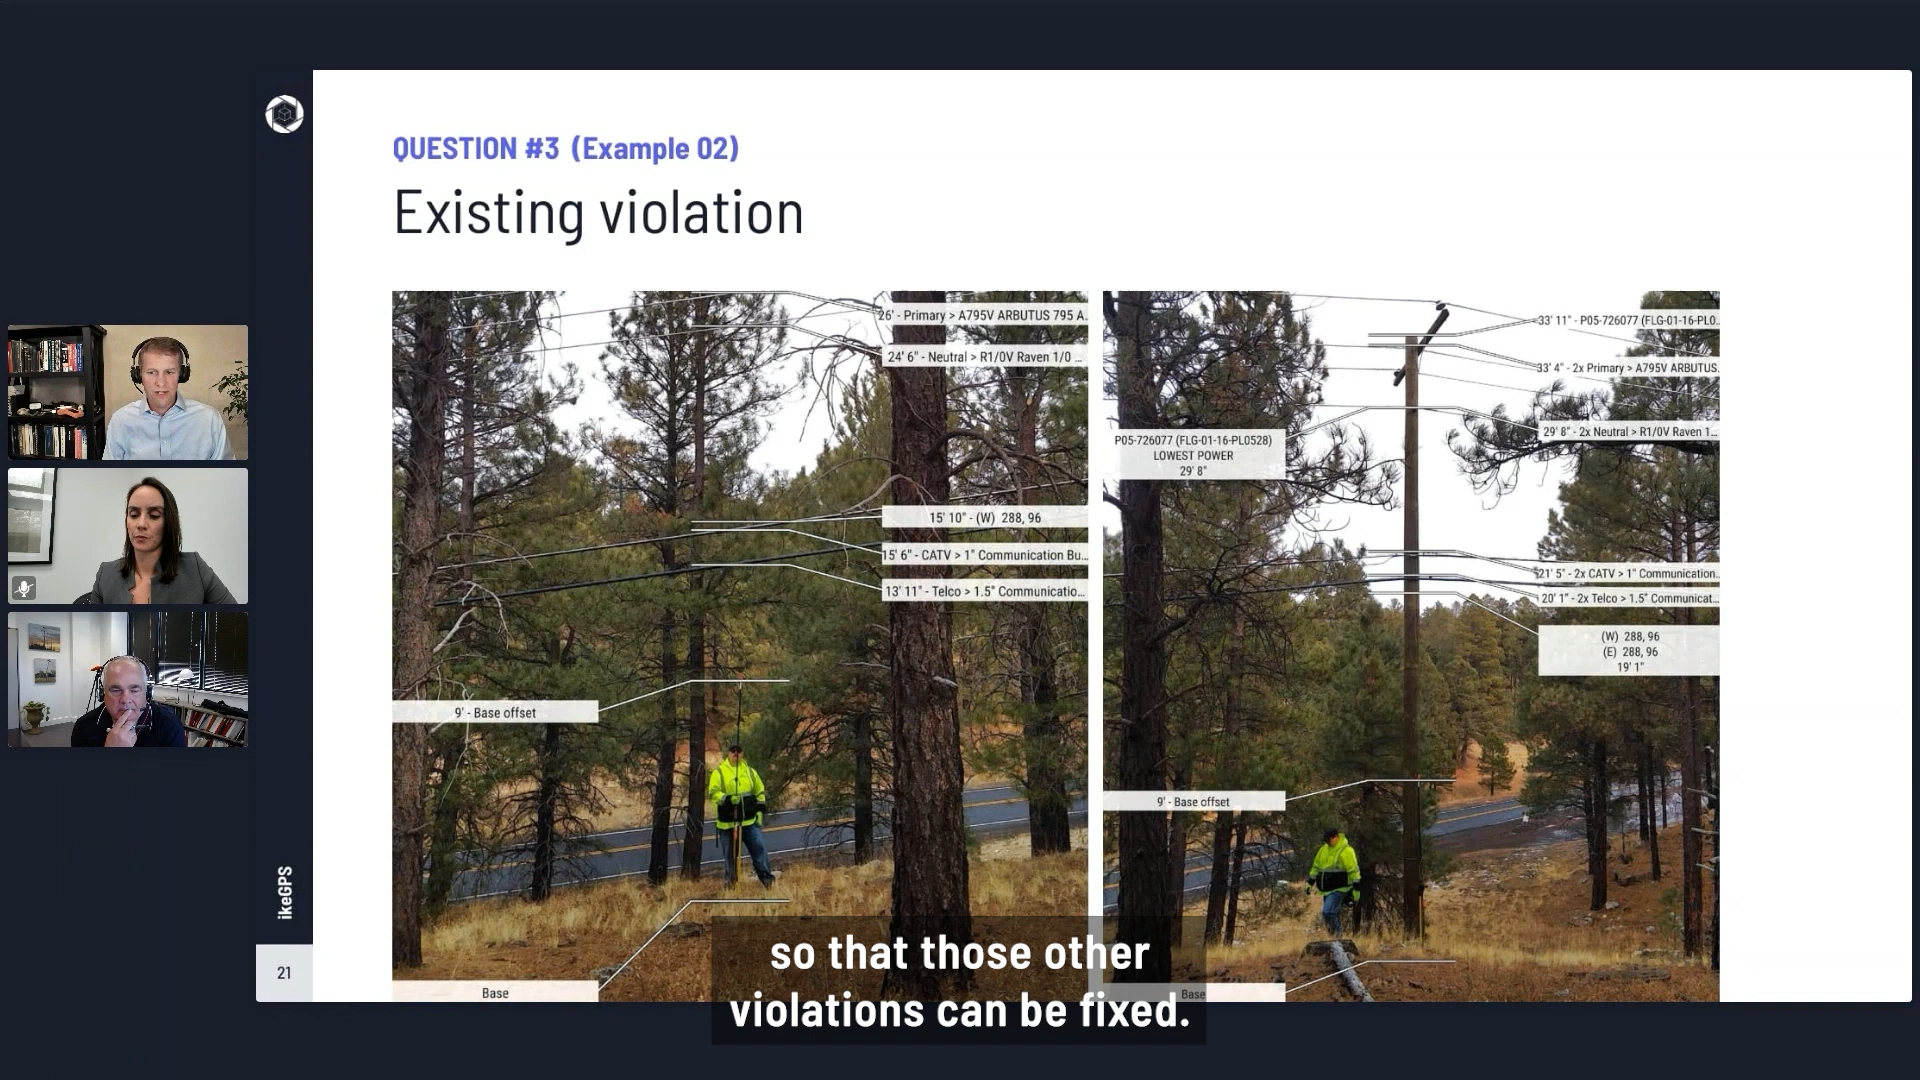 QUESTION #3 (Example 02)
Existing violation
26' - Primary > A795V ARBUTUS 795 A..
24' 6" - Neutral > R1/0V Raven 1/0 ...
15' 10" - (W) 288, 96
15' 6" - CATV > 1" Communication Bu...
13' 11" - Telco > 1.5" Communicatio...
9' - Base offset
Base
33' 11" - P05-726077 (FLG-01-16-PL0..
33' 4" - 2x Primary > A795V ARBUTUS.
29' 8" - 2x Neutral > R1/0V Raven 1...
P05-726077 (FLG-01-16-PL0528)
LOWEST POWER
29' 8"
21' 5" - 2x CATV > 1" Communication..
20' 1" - 2x Telco > 1.5" Communicat...
(W) 288, 96
(E) 288, 96
19' 1"
9' - Base offset
Base
ikeGPS
21
so that those other
violations can be fixed.